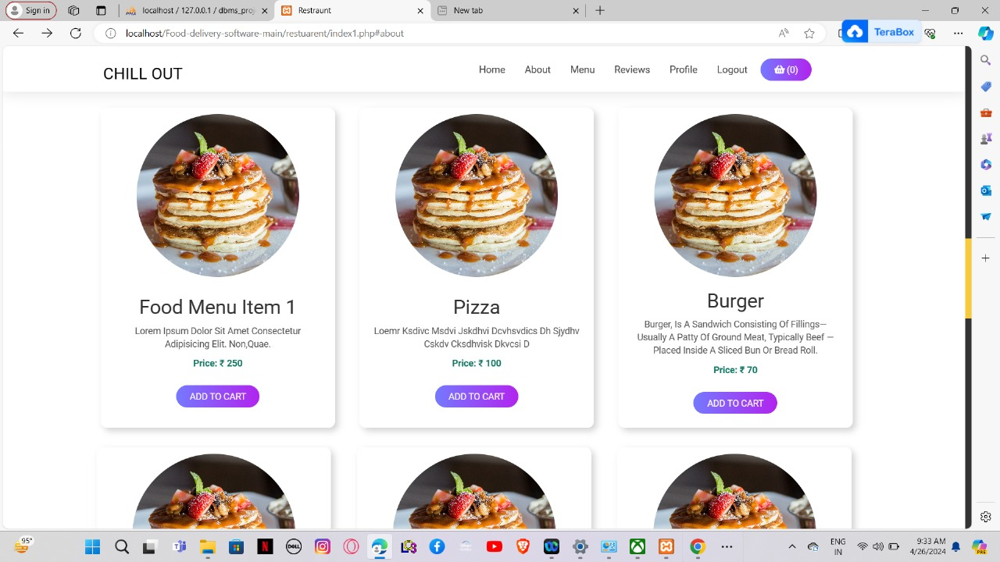 Sign in
localhost / 127.0.0.1 / dbms_proj
Restraunt
New tab
localhost/Food-delivery-software-main/restuarent/index1.php#about
TeraBox
CHILL OUT
Home
About
Menu
Reviews
Profile
Logout
(0)
Food Menu Item 1
Lorem Ipsum Dolor Sit Amet Consectetur
Adipisicing Elit. Non,Quae.
Price: ₹ 250
ADD TO CART
Pizza
Loemr Ksdivc Msdvi Jskdhvi Dcvhsvdics Dh Sjydhv
Cskdv Cksdhvisk Dkvcsi D
Price: ₹ 100
ADD TO CART
Burger
Burger, Is A Sandwich Consisting Of Fillings—
Usually A Patty Of Ground Meat, Typically Beef —
Placed Inside A Sliced Bun Or Bread Roll.
Price: ₹ 70
ADD TO CART
95°
ENG
IN
9:33 AM
4/26/2024